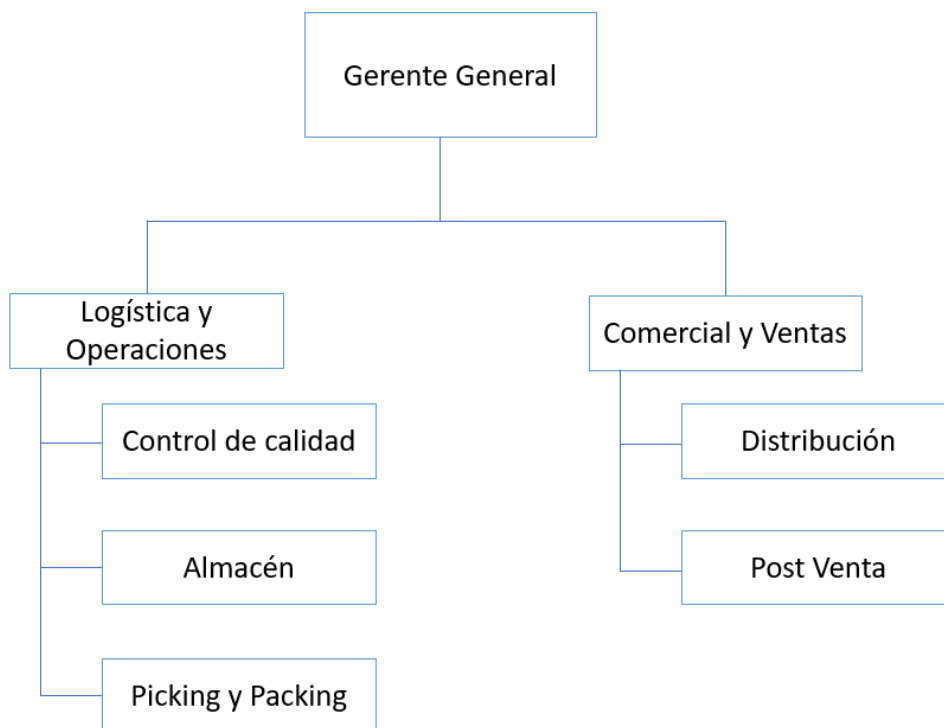 Gerente General
Logística y
Operaciones
Comercial y Ventas
Control de calidad
Distribución
Almacén
Post Venta
Picking y Packing